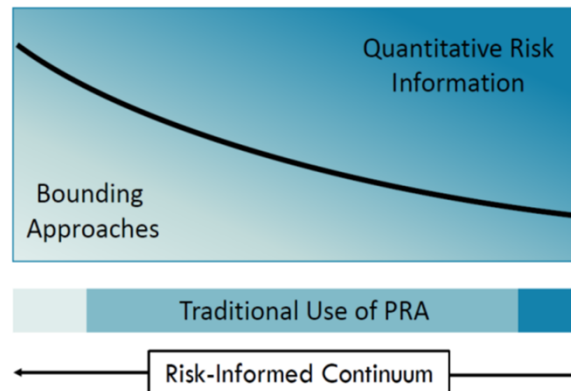 Quantitative Risk
Information
Bounding
Approaches
Traditional Use of PRA
Risk-Informed Continuum